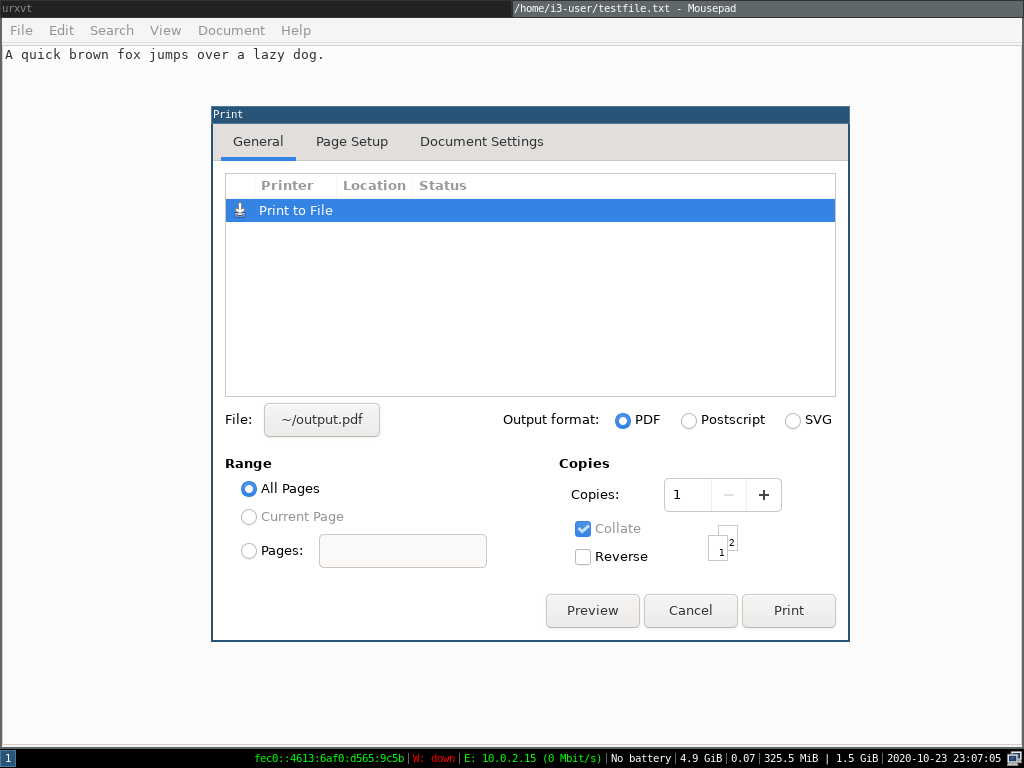 urxvt /home/i3-user/testfile.txt - Mousepad
File Edit Search View Document Help
A quick brown fox jumps over a lazy dog.
Print
General Page Setup Document Settings
Printer Location Status
Print to File
File: ~/output.pdf Output format: PDF Postscript SVG
Range Copies
All Pages
Copies: 1
Current Page
Collate
Pages:
Reverse
1 2
Preview Cancel Print
1 fec0::4613:6af0:d565:9c5b|W: down|E: 10.0.2.15 (0 Mbit/s)|No battery|4.9 GiB|0.07|325.5 MiB | 1.5 GiB|2020-10-23 23:07:05